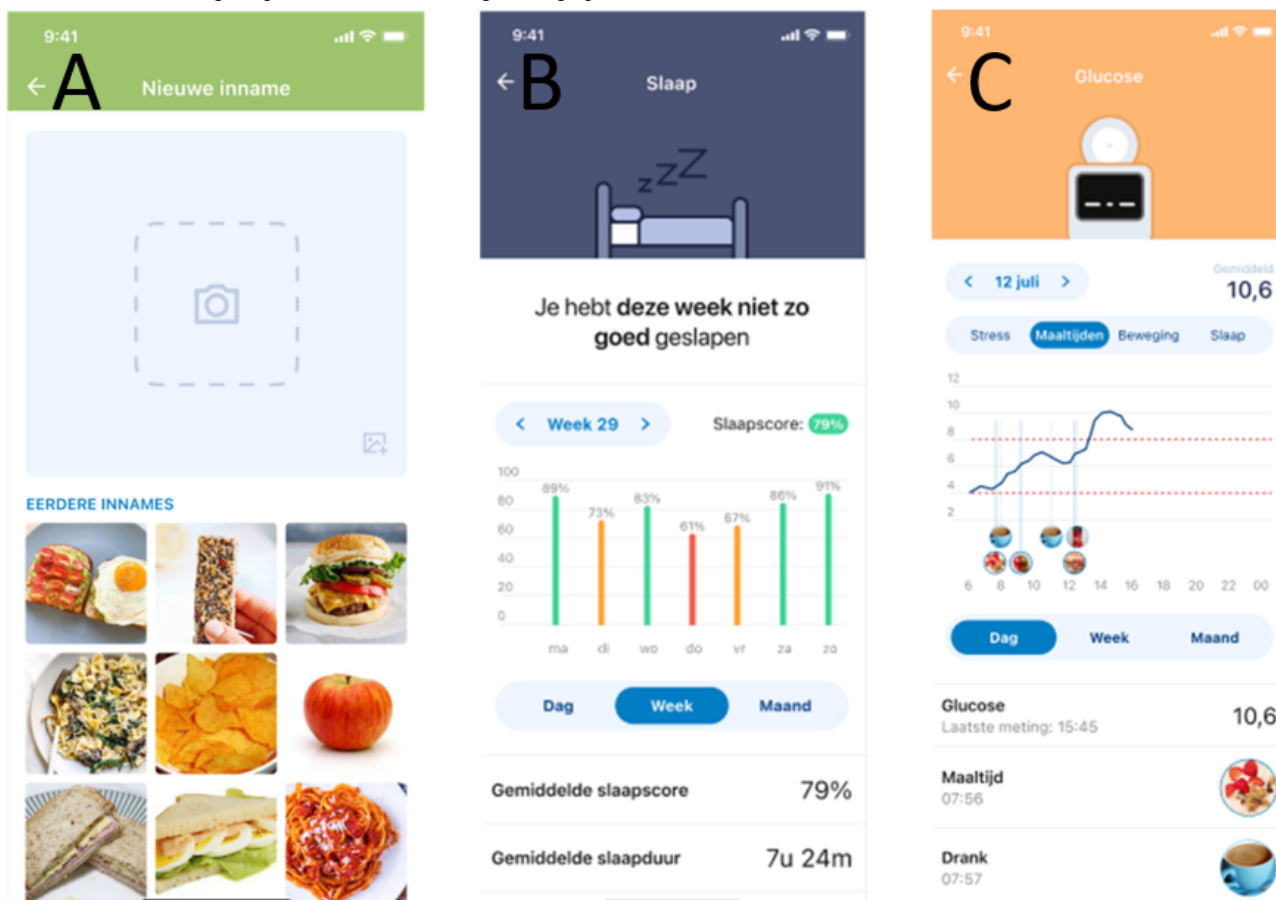 9:41
A
Nieuwe inname
EERDERE INNAMES
9:41
B
Slaap
zZZ
Je hebt deze week niet zo
goed geslapen
Week 29
Slaapscore: 79%
100
80
60
40
20
0
89%
73%
83%
61%
67%
86%
91%
ma di wo do vr za zo
Dag Week Maand
Gemiddelde slaapscore 79%
Gemiddelde slaapduur 7u 24m
9:41
C
Glucose
12 juli
Gemiddeld
10,6
Stress Maaltijden Beweging Slaap
12
10
8
6
4
2
6 8 10 12 14 16 18 20 22 00
Dag Week Maand
Glucose
Laatste meting: 15:45
10,6
Maaltijd
07:56
Drank
07:57